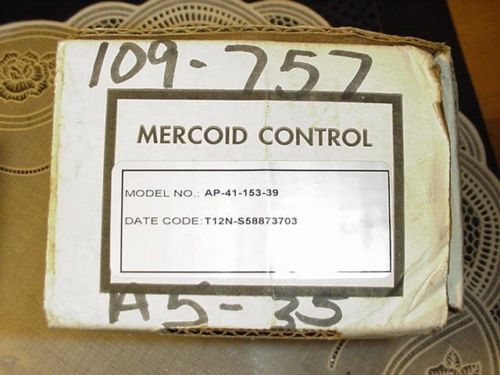 109-757
MERCOID CONTROL
MODEL NO.: AP-41-153-39
DATE CODE: T12N-S58873703
A5-35